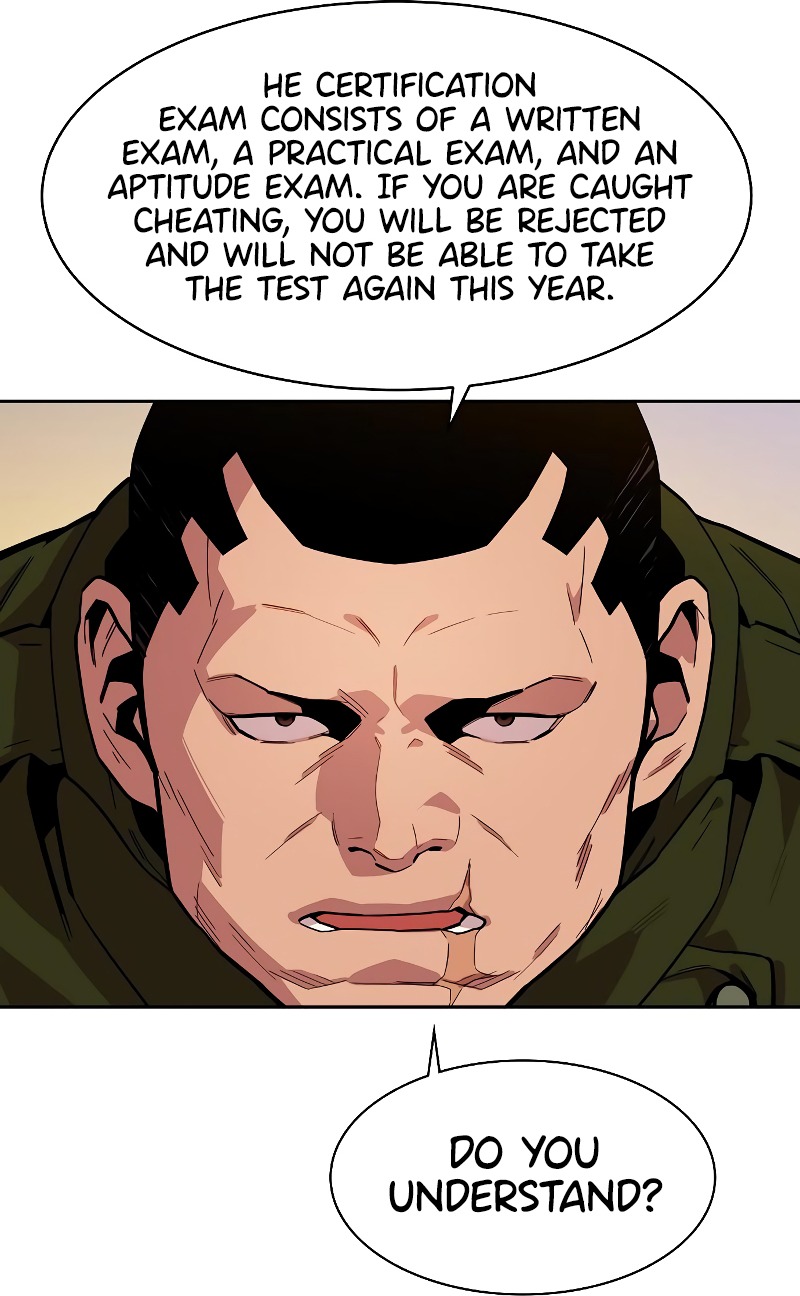 HE CERTIFICATION
EXAM CONSISTS OF A WRITTEN
EXAM, A PRACTICAL EXAM, AND AN
APTITUDE EXAM. IF YOU ARE CAUGHT
CHEATING, YOU WILL BE REJECTED
AND WILL NOT BE ABLE TO TAKE
THE TEST AGAIN THIS YEAR.
DO YOU
UNDERSTAND?